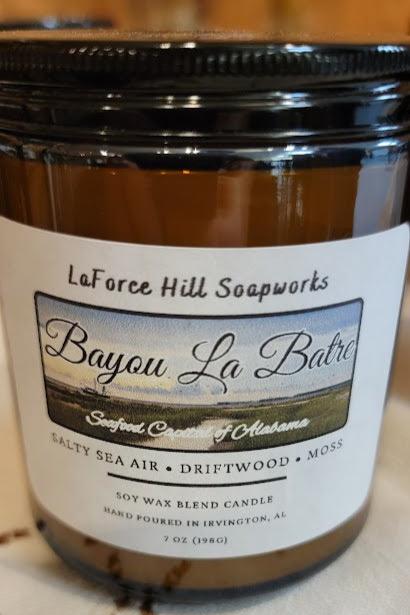 LaForce Hill Soapworks
Bayou La Batre
Seafood Capital of Alabama
SALTY SEA AIR • DRIFTWOOD • MOSS
SOY WAX BLEND CANDLE
HAND POURED IN IRVINGTON, AL
7 OZ (198G)